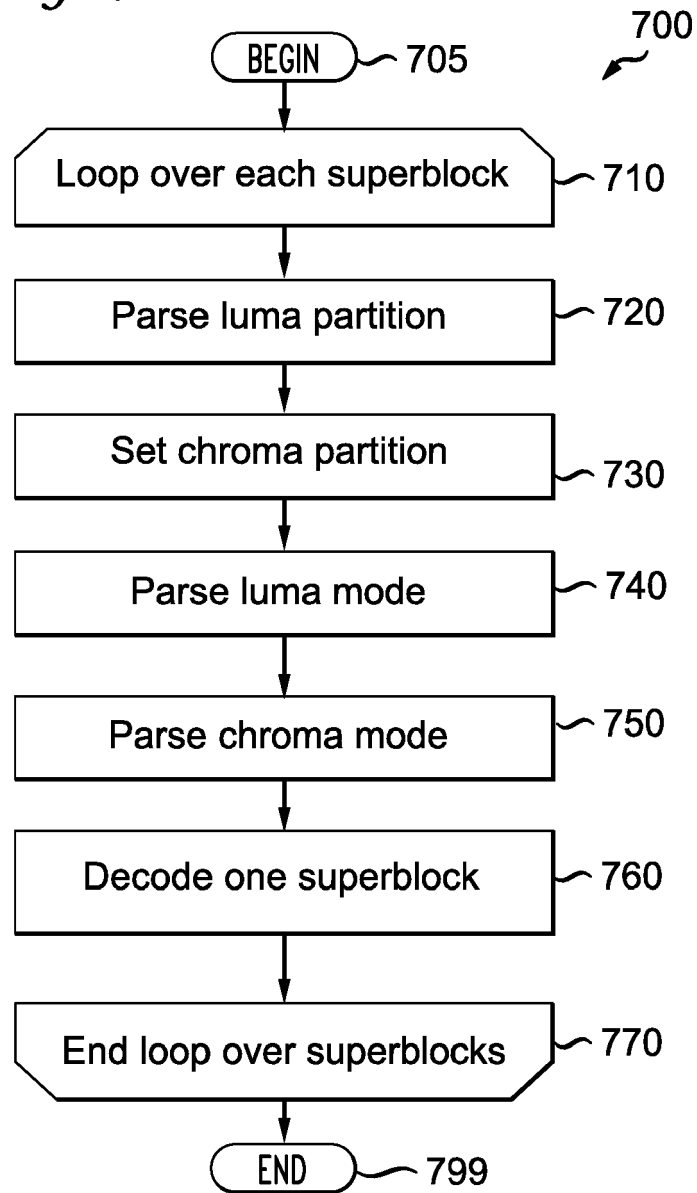 700
BEGIN 705
Loop over each superblock 710
Parse luma partition 720
Set chroma partition 730
Parse luma mode 740
Parse chroma mode 750
Decode one superblock 760
End loop over superblocks 770
END 799